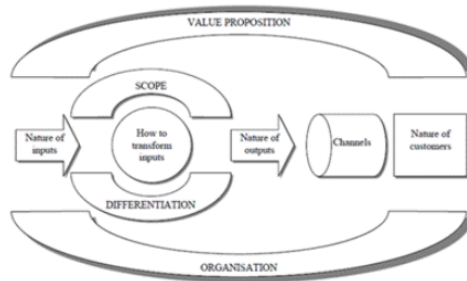 VALUE PROPOSITION
SCOPE
Nature of
inputs
How to
transform
inputs
Nature of
outputs
Channels
Nature of
customers
DIFFERENTIATION
ORGANISATION